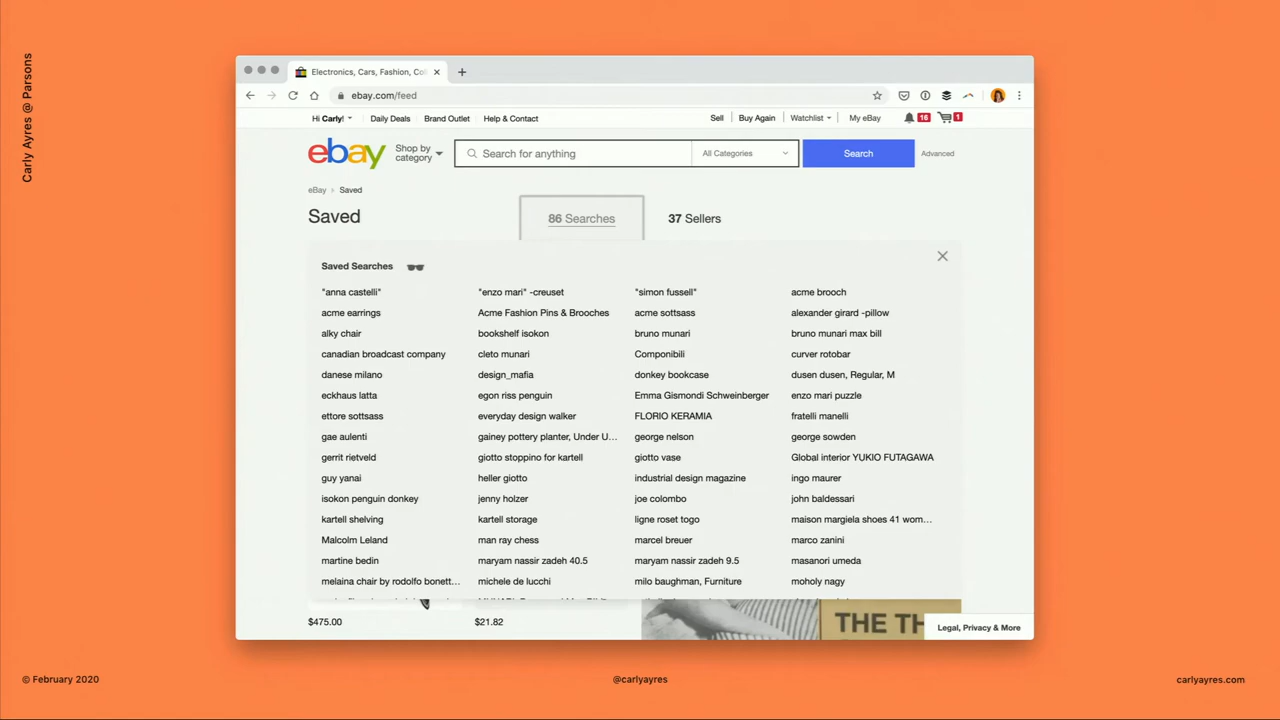 Carly Ayres @ Parsons
Electronics, Cars, Fashion, Col
ebay.com/feed
Hi Carly! Daily Deals Brand Outlet Help & Contact Sell Buy Again Watchlist My eBay 16 1
ebay Shop by category Search for anything All Categories Search Advanced
eBay > Saved
Saved 86 Searches 37 Sellers
Saved Searches
"anna castelli" "enzo mari" -creuset "simon fussell" acme brooch
acme earrings Acme Fashion Pins & Brooches acme sottsass alexander girard -pillow
alky chair bookshelf isokon bruno munari bruno munari max bill
canadian broadcast company cleto munari Componibili curver rotobar
danese milano design_mafia donkey bookcase dusen dusen, Regular, M
eckhaus latta egon riss penguin Emma Gismondi Schweinberger enzo mari puzzle
ettore sottsass everyday design walker FLORIO KERAMIA fratelli manelli
gae aulenti gainey pottery planter, Under U... george nelson george sowden
gerrit rietveld giotto stoppino for kartell giotto vase Global interior YUKIO FUTAGAWA
guy yanai heller giotto industrial design magazine ingo maurer
isokon penguin donkey jenny holzer joe colombo john baldessari
kartell shelving kartell storage ligne roset togo maison margiela shoes 41 wom...
Malcolm Leland man ray chess marcel breuer marco zanini
martine bedin maryam nassir zadeh 40.5 maryam nassir zadeh 9.5 masanori umeda
melaina chair by rodolfo bonett... michele de lucchi milo baughman, Furniture moholy nagy
$475.00 $21.82 THE TH Legal, Privacy & More
© February 2020 @carlyayres carlyayres.com